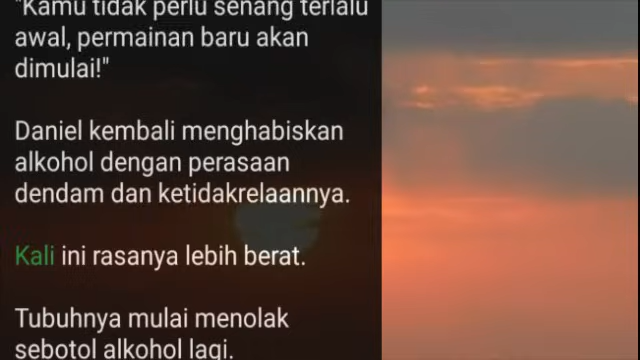 "Kamu tidak perlu senang terlalu
awal, permainan baru akan
dimulai!"
Daniel kembali menghabiskan
alkohol dengan perasaan
dendam dan ketidakrelaannya.
Kali ini rasanya lebih berat.
Tubuhnya mulai menolak
sebotol alkohol lagi.